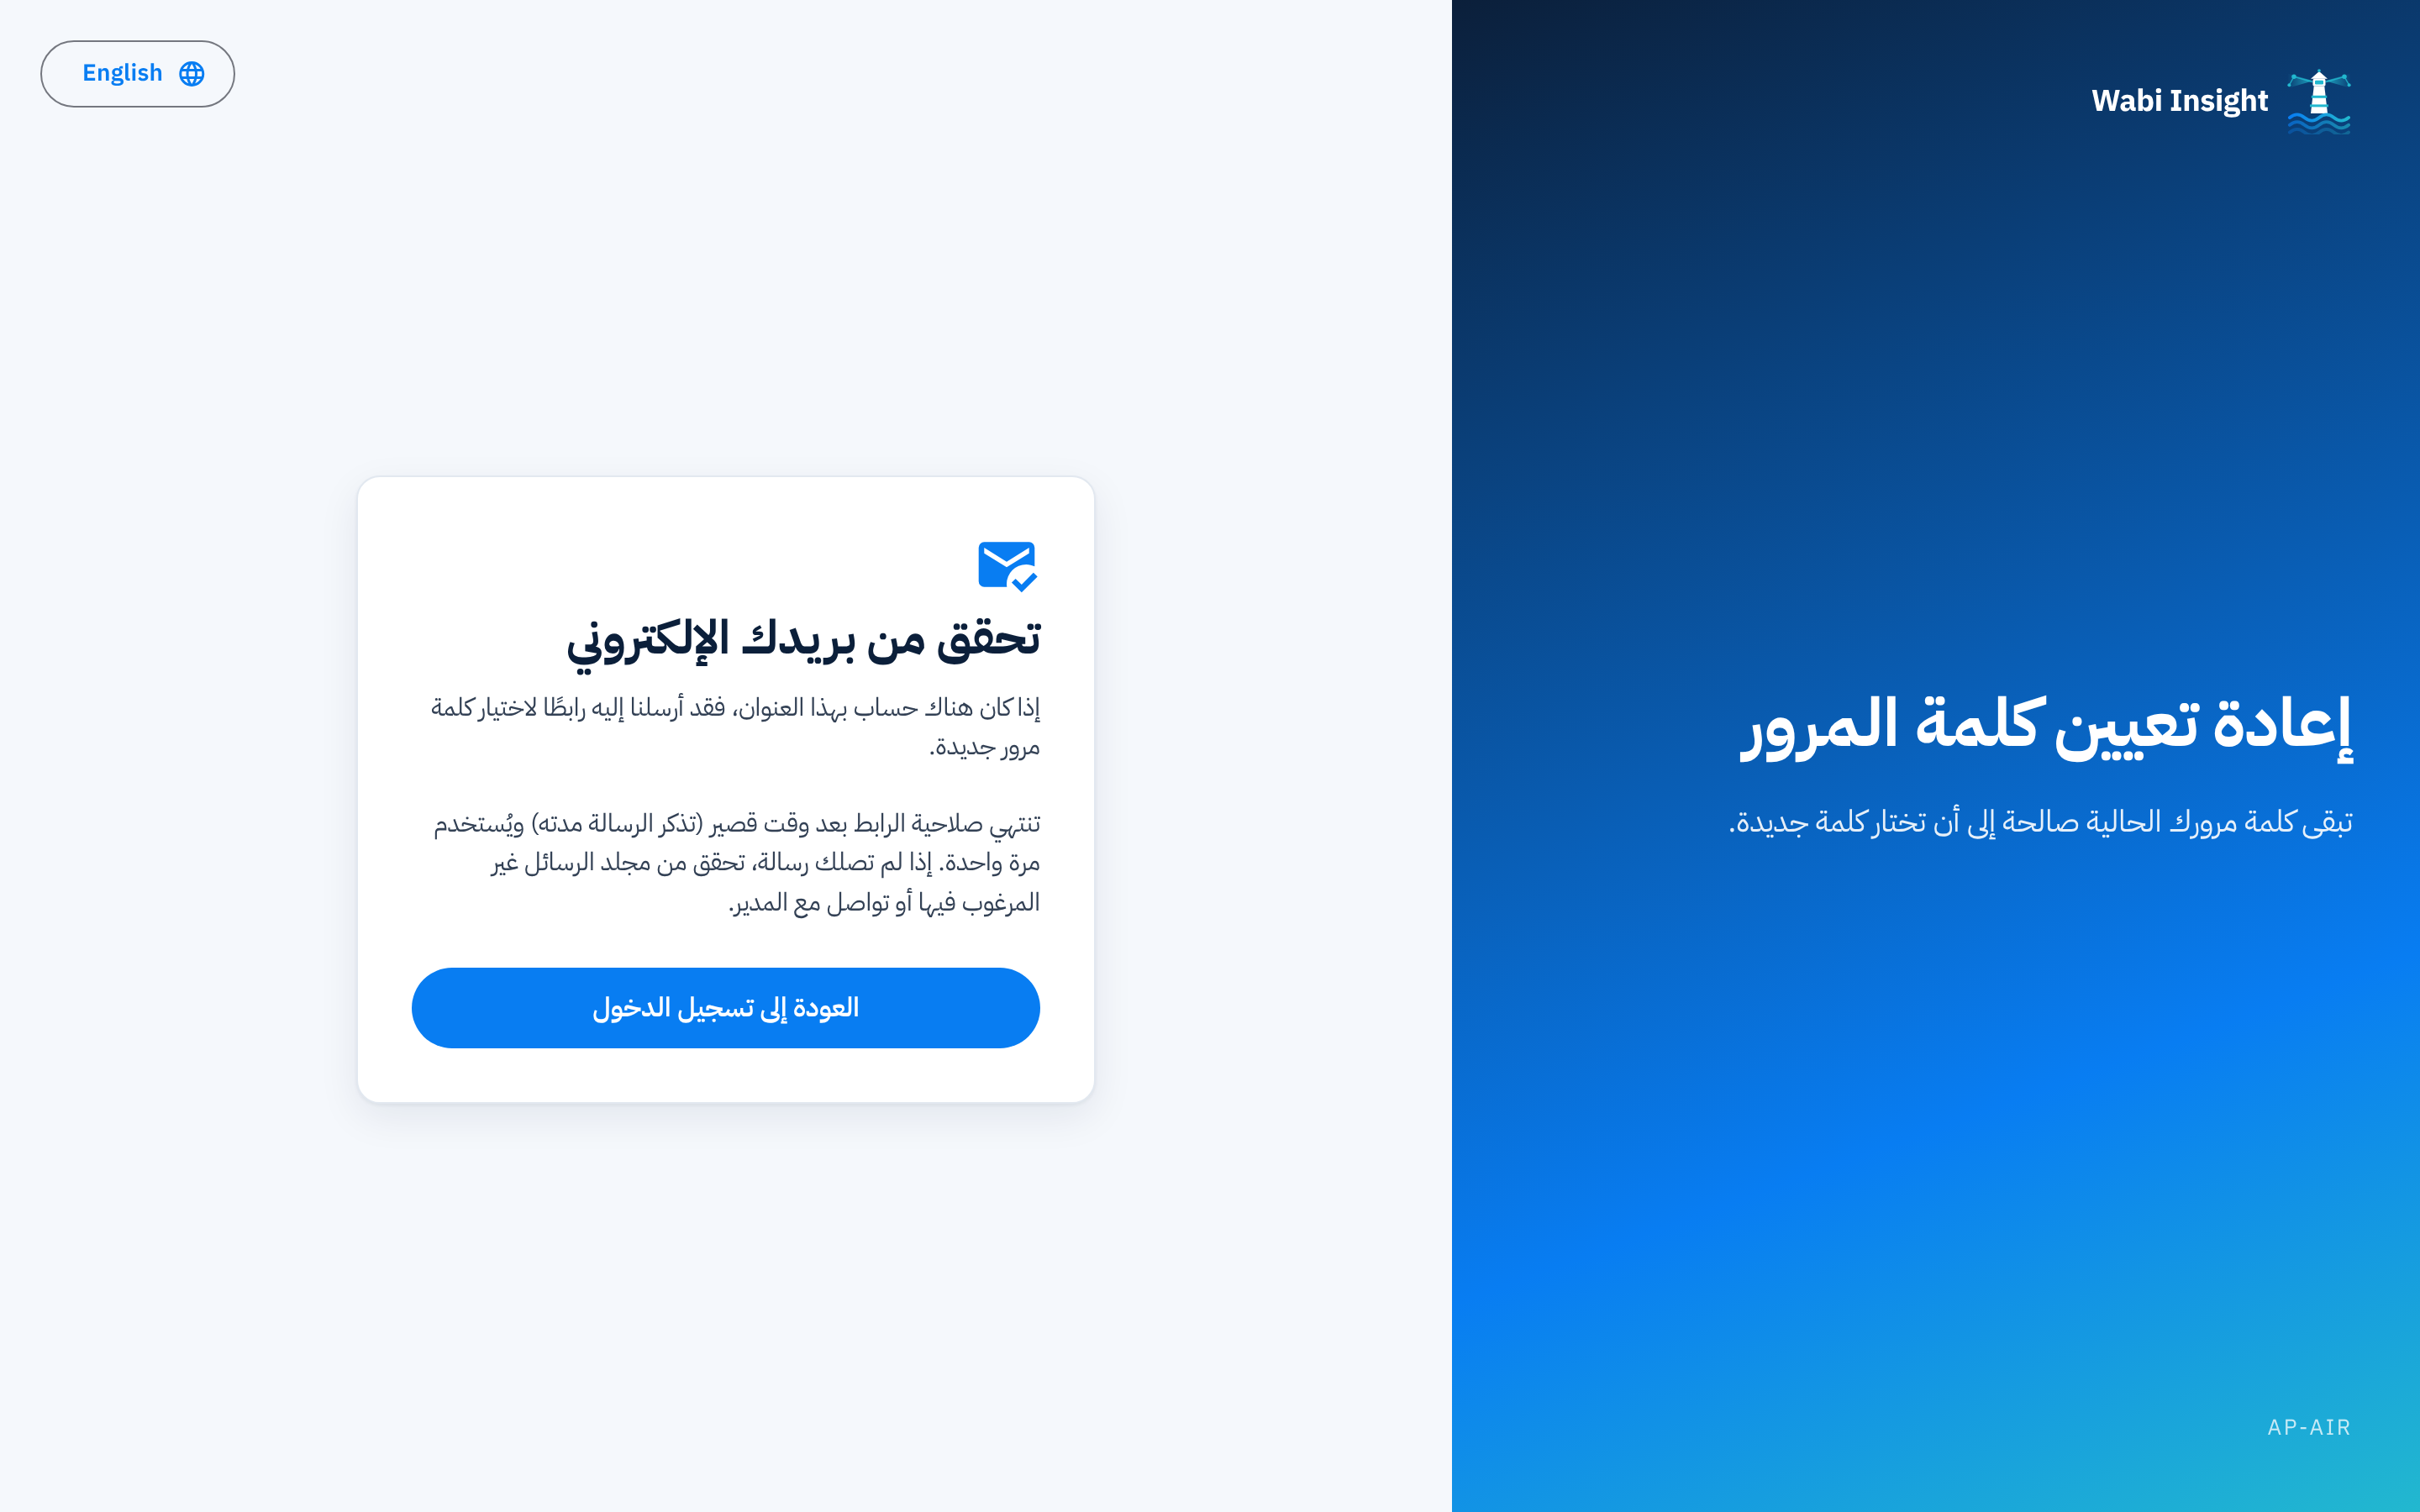 Wabi Insight
إعادة تعيين كلمة المرور
تبقى كلمة مرورك الحالية صالحة إلى أن تختار كلمة جديدة.
AP-AIR
English
تحقق من بريدك الإلكتروني
إذا كان هناك حساب بهذا العنوان، فقد أرسلنا إليه رابطًا لاختيار كلمة
مرور جديدة.
تنتهي صلاحية الرابط بعد وقت قصير (تذكر الرسالة مدته) ويُستخدم
مرة واحدة. إذا لم تصلك رسالة، تحقق من مجلد الرسائل غير
المرغوب فيها أو تواصل مع المدير.
العودة إلى تسجيل الدخول